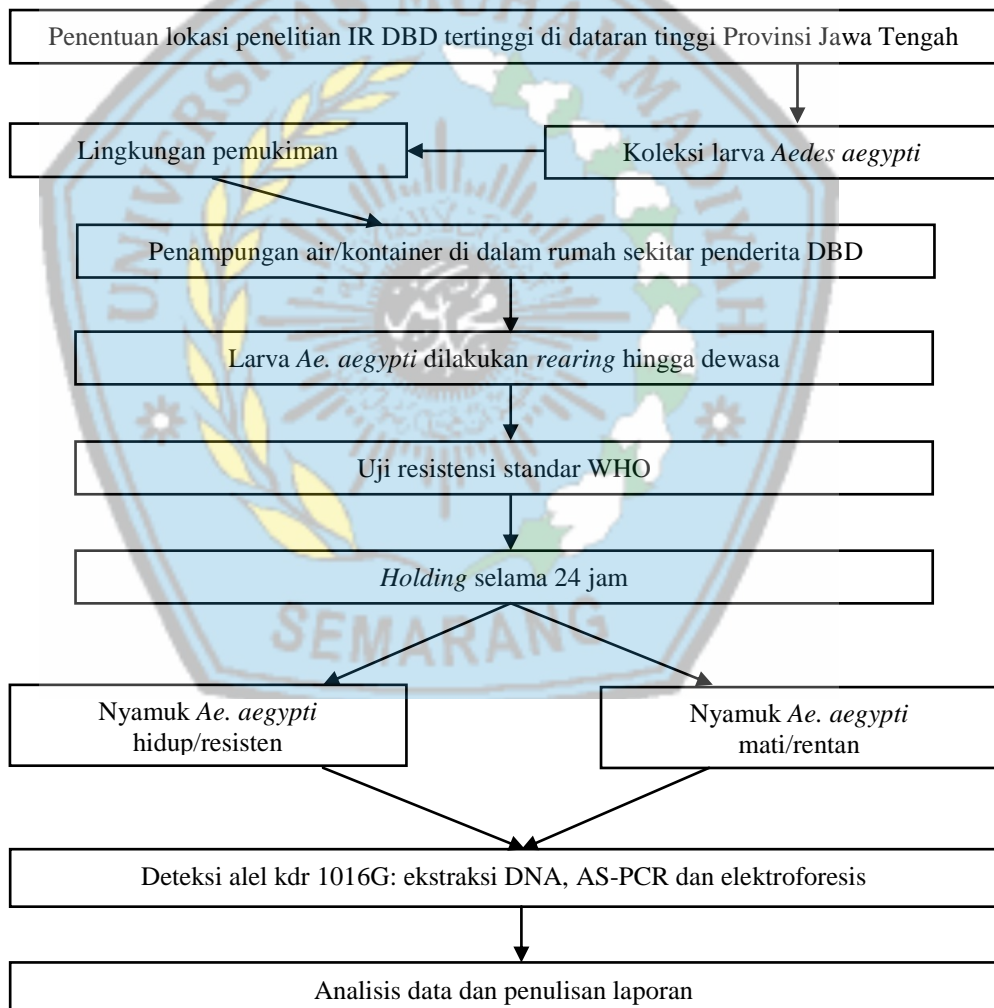 Penentuan lokasi penelitian IR DBD tertinggi di dataran tinggi Provinsi Jawa Tengah
Lingkungan pemukiman
Koleksi larva Aedes aegypti
Penampungan air/kontainer di dalam rumah sekitar penderita DBD
Larva Ae. aegypti dilakukan rearing hingga dewasa
Uji resistensi standar WHO
Holding selama 24 jam
Nyamuk Ae. aegypti
hidup/resisten
Nyamuk Ae. aegypti
mati/rentan
Deteksi alel kdr 1016G: ekstraksi DNA, AS-PCR dan elektroforesis
Analisis data dan penulisan laporan
UNIVERSITAS MUHAMMADIYAH
SEMARANG